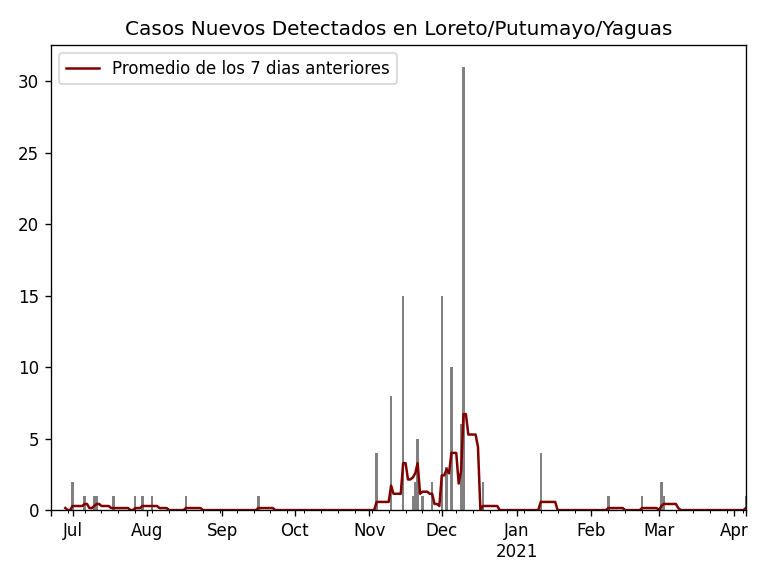 Casos Nuevos Detectados en Loreto/Putumayo/Yaguas
Promedio de los 7 dias anteriores
30
25
20
15
10
5
0
Jul Aug Sep Oct Nov Dec Jan Feb Mar Apr
2021